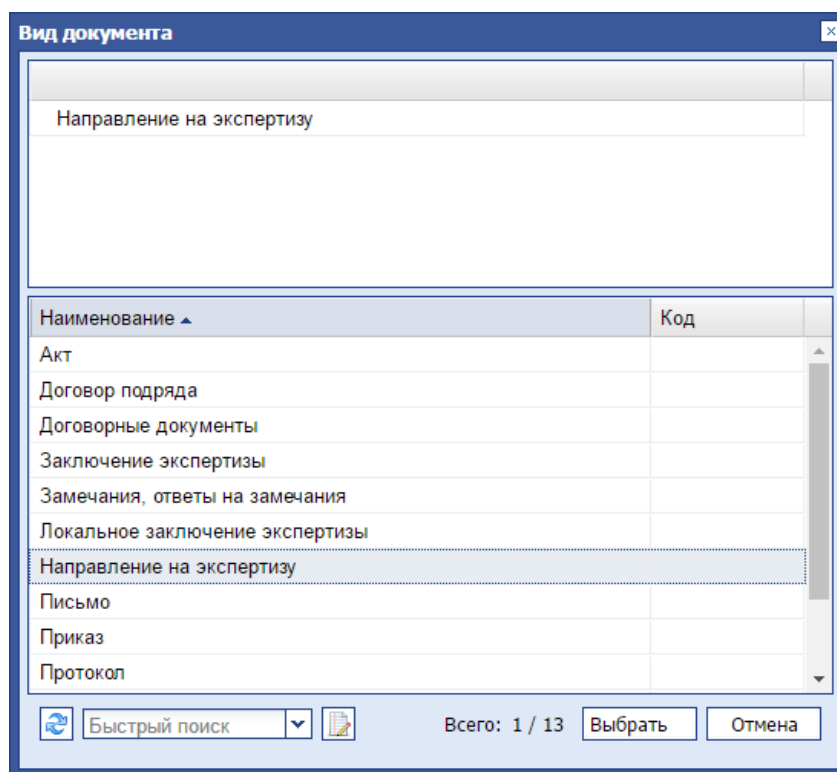 Вид документа
Направление на экспертизу
Наименование Код
Акт
Договор подряда
Договорные документы
Заключение экспертизы
Замечания, ответы на замечания
Локальное заключение экспертизы
Направление на экспертизу
Письмо
Приказ
Протокол
Быстрый поиск Всего: 1 / 13 Выбрать Отмена